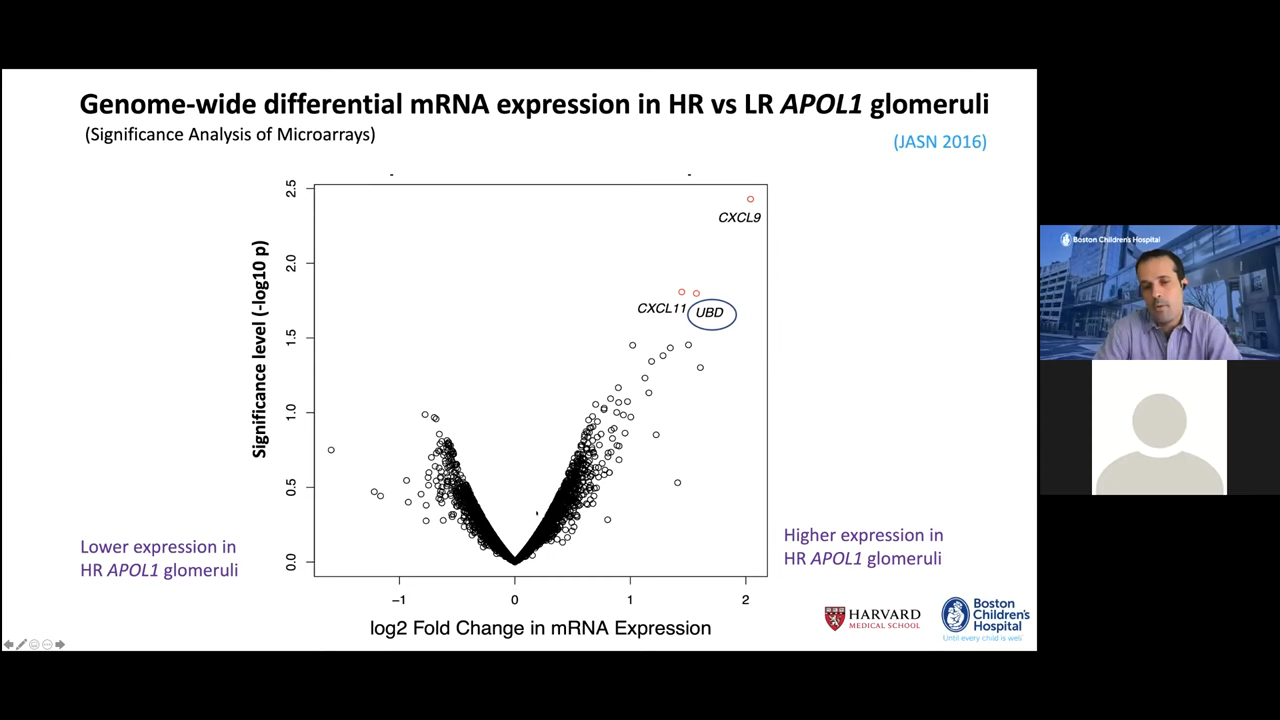 Genome-wide differential mRNA expression in HR vs LR APOL1 glomeruli
(Significance Analysis of Microarrays)
(JASN 2016)
Significance level (-log10 p)
2.5
2.0
1.5
1.0
0.5
0.0
CXCL9
CXCL11
UBD
Lower expression in
HR APOL1 glomeruli
Higher expression in
HR APOL1 glomeruli
−1
0
1
2
log2 Fold Change in mRNA Expression
HARVARD
MEDICAL SCHOOL
Boston
Children's
Hospital
Until every child is well
Boston Children's Hospital